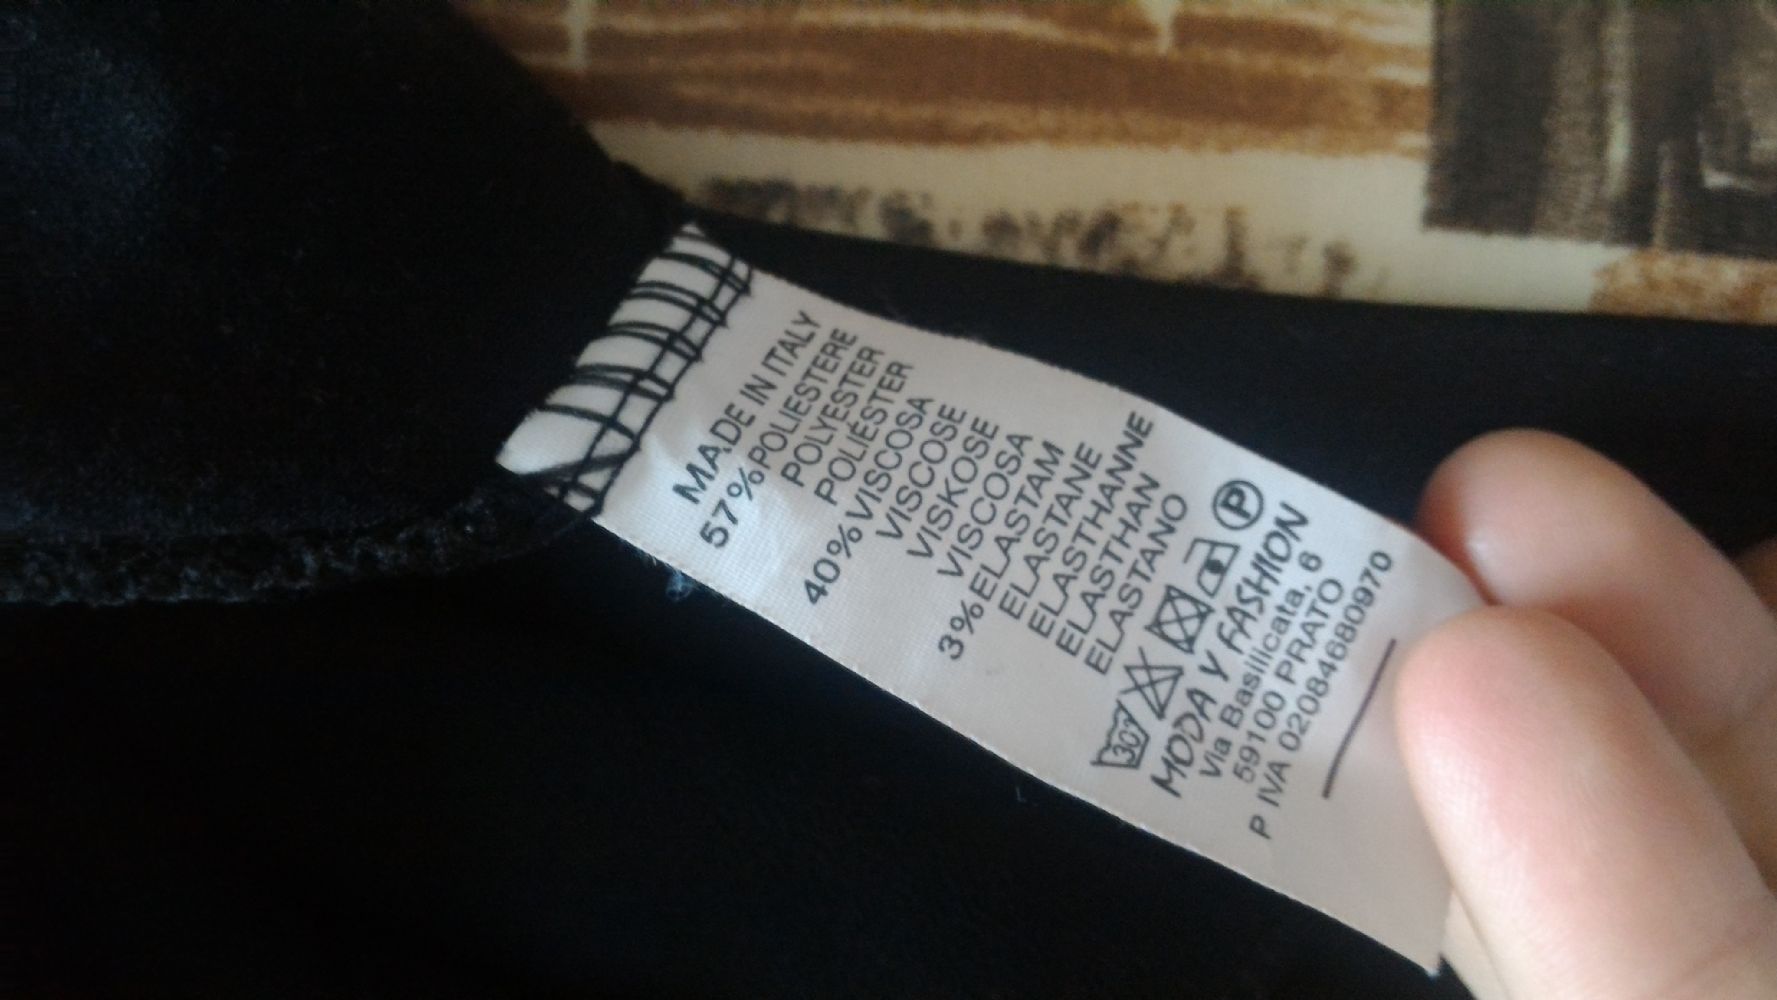 MADE IN ITALY
57% POLIESTERE
POLYESTER
POLIÉSTER
40% VISCOSA
VISCOSE
VISKOSE
VISCOSA
3% ELASTAM
ELASTANE
ELASTHANNE
ELASTHAN
ELASTANO
30° P
MODA Y FASHION
Via Basilicata, 6
59100 PRATO
P IVA 02084680970